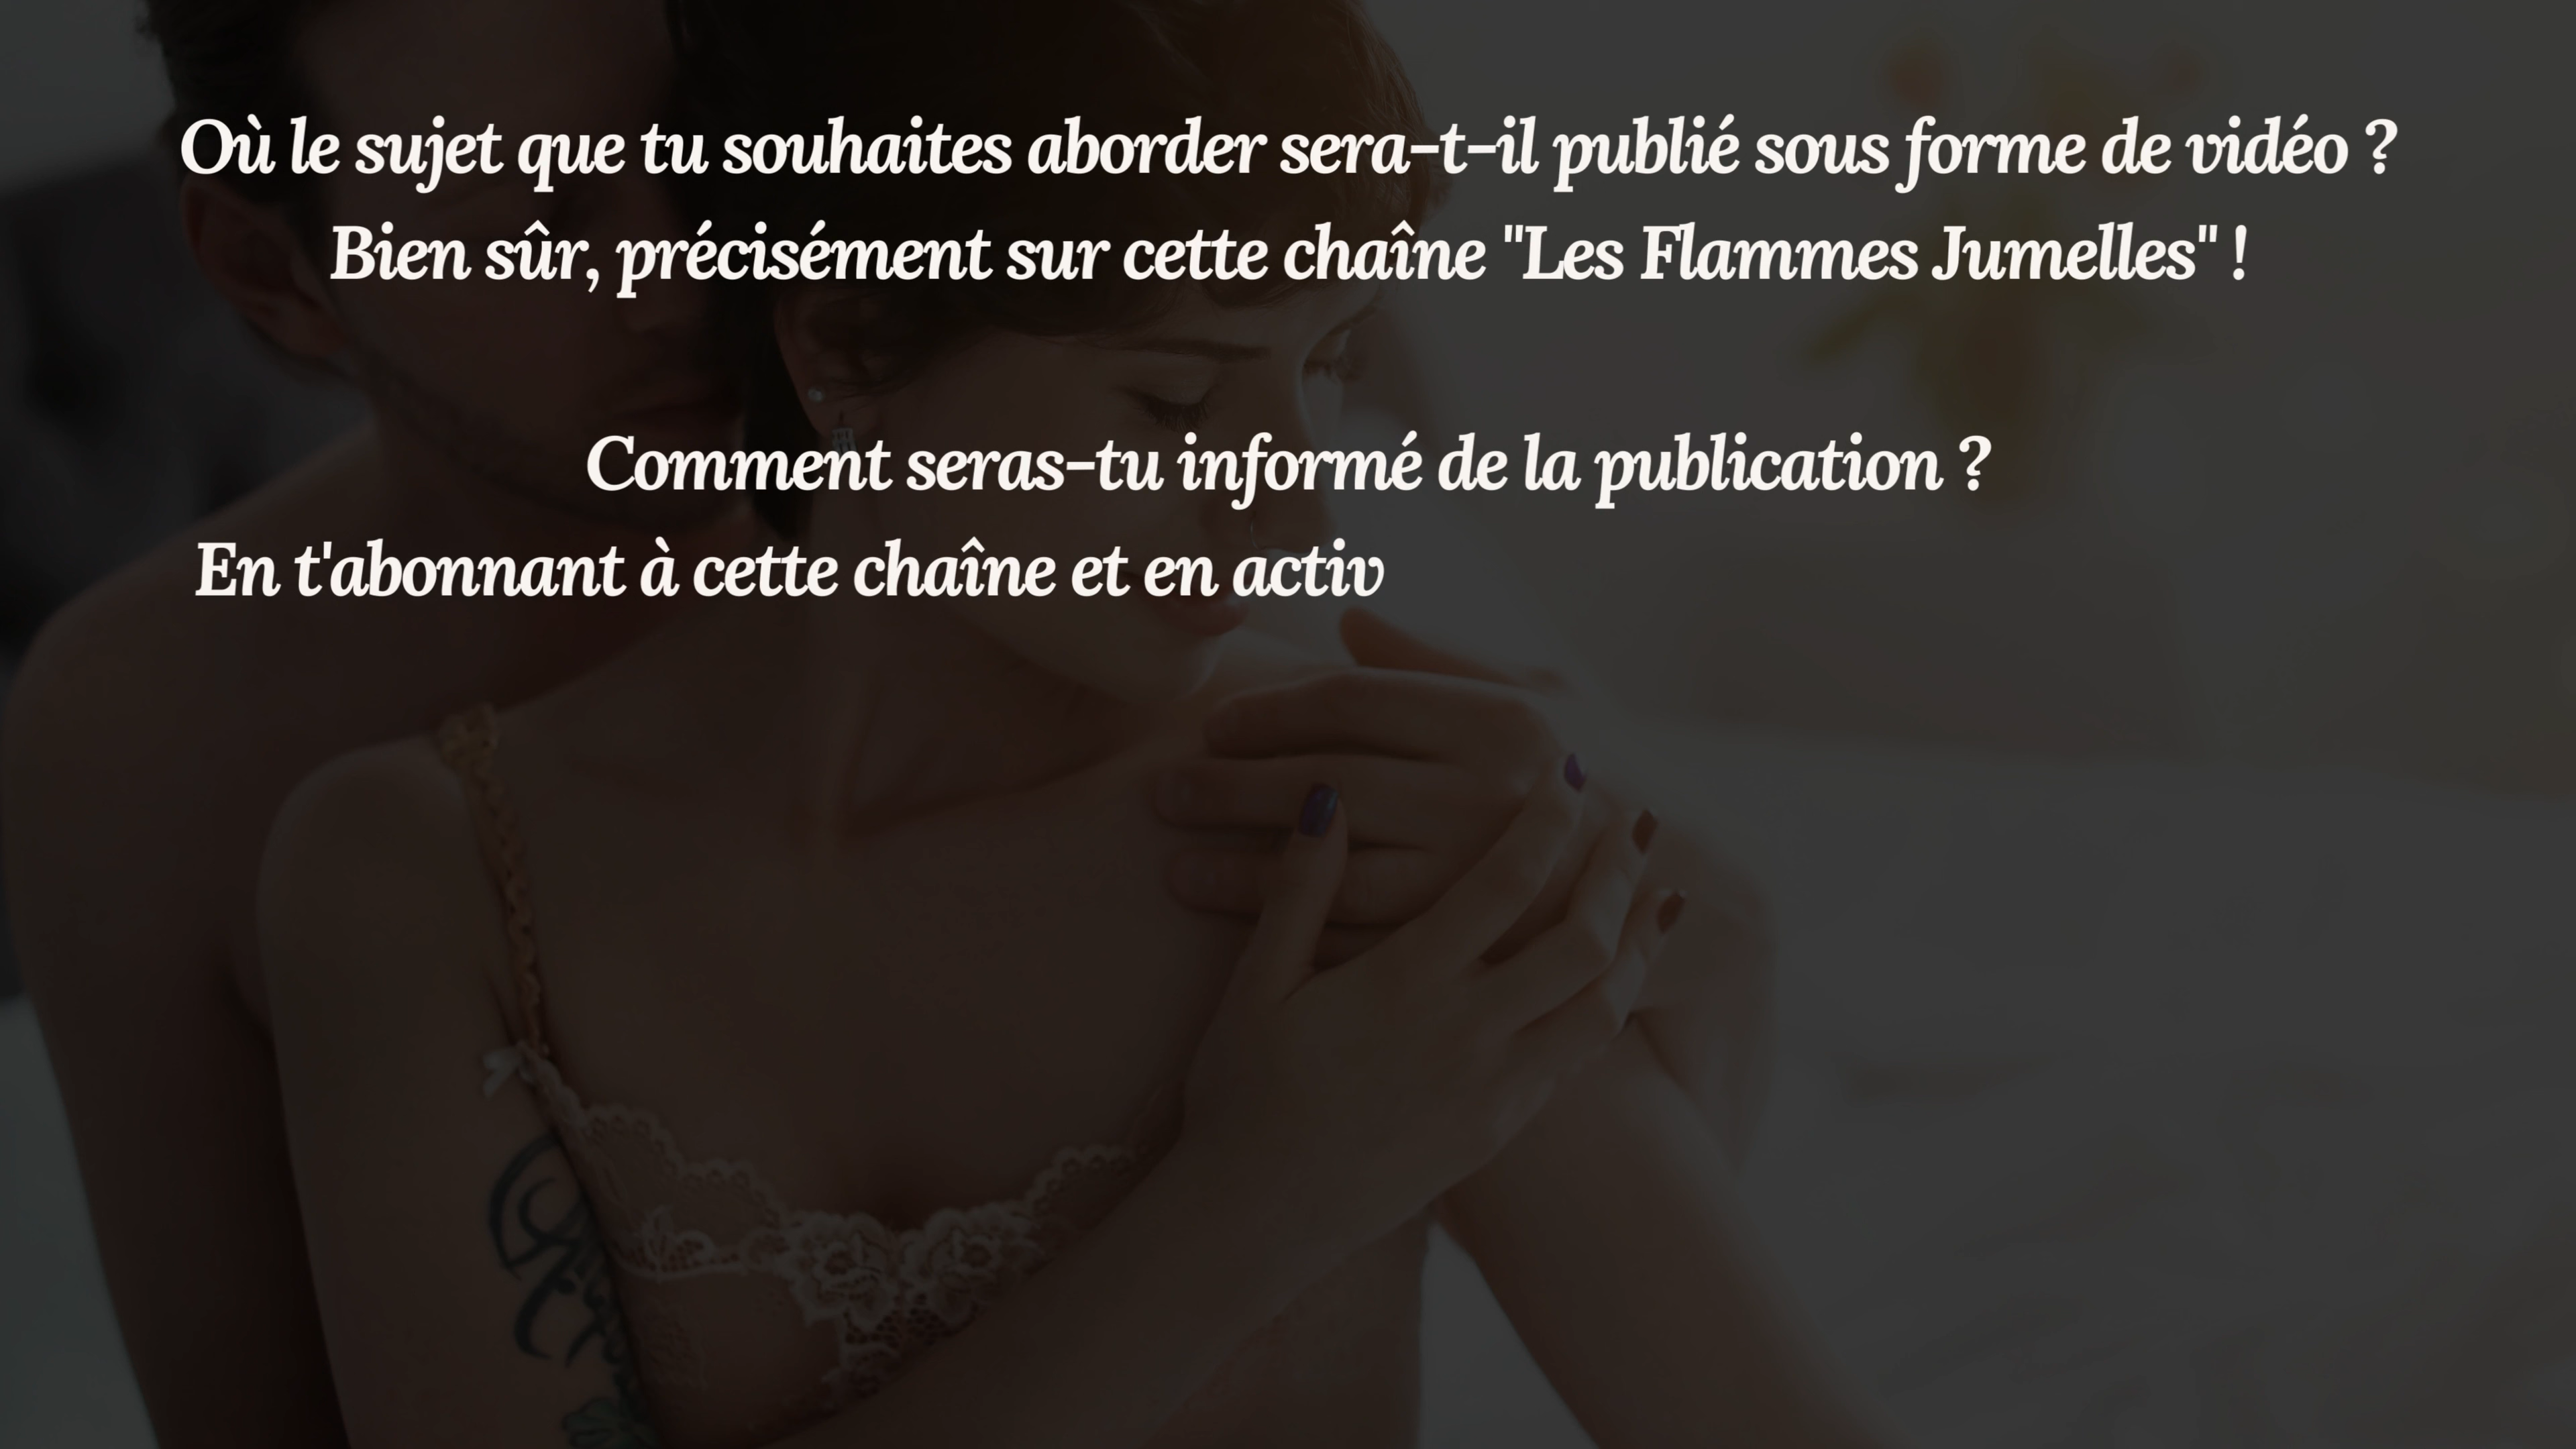 Où le sujet que tu souhaites aborder sera-t-il publié sous forme de vidéo ?
Bien sûr, précisément sur cette chaîne "Les Flammes Jumelles" !
Comment seras-tu informé de la publication ?
En t'abonnant à cette chaîne et en activ